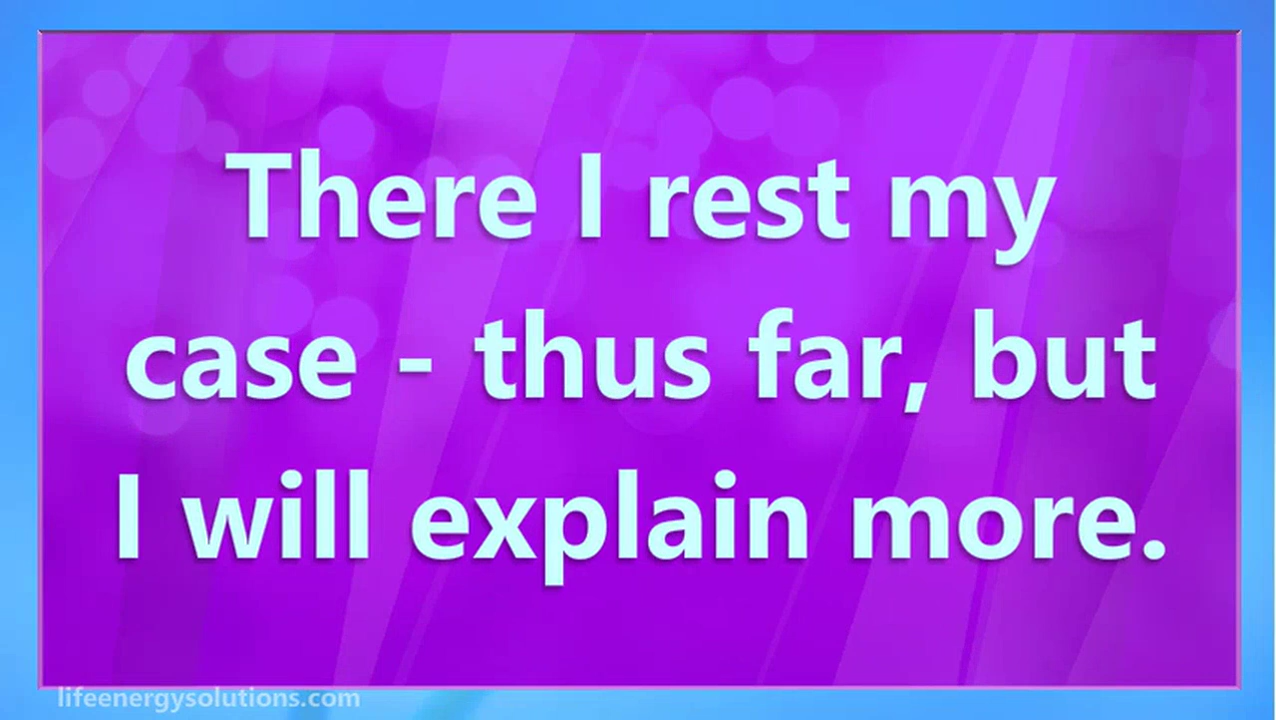 There I rest my
case - thus far, but
I will explain more.
lifeenergysolutions.com